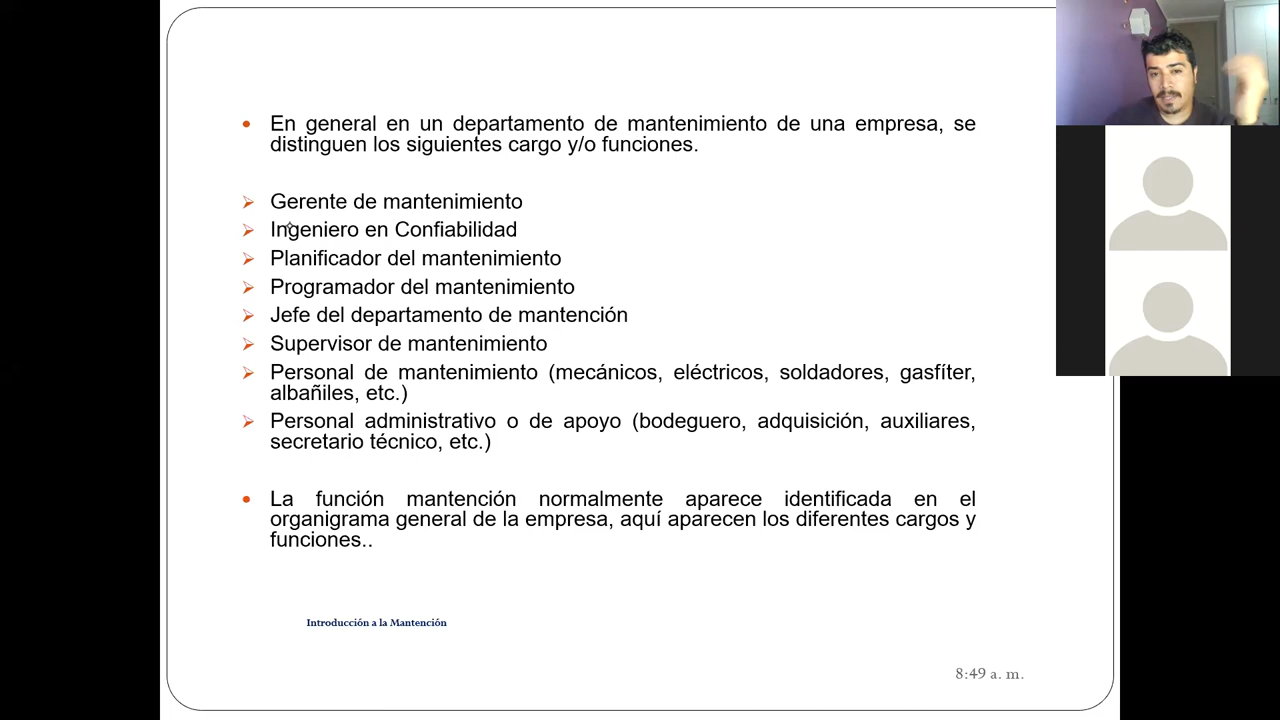 En general en un departamento de mantenimiento de una empresa, se
distinguen los siguientes cargo y/o funciones.
Gerente de mantenimiento
Ingeniero en Confiabilidad
Planificador del mantenimiento
Programador del mantenimiento
Jefe del departamento de mantención
Supervisor de mantenimiento
Personal de mantenimiento (mecánicos, eléctricos, soldadores, gasfíter,
albañiles, etc.)
Personal administrativo o de apoyo (bodeguero, adquisición, auxiliares,
secretario técnico, etc.)
La función mantención normalmente aparece identificada en el
organigrama general de la empresa, aquí aparecen los diferentes cargos y
funciones..
Introducción a la Mantención
8:49 a. m.